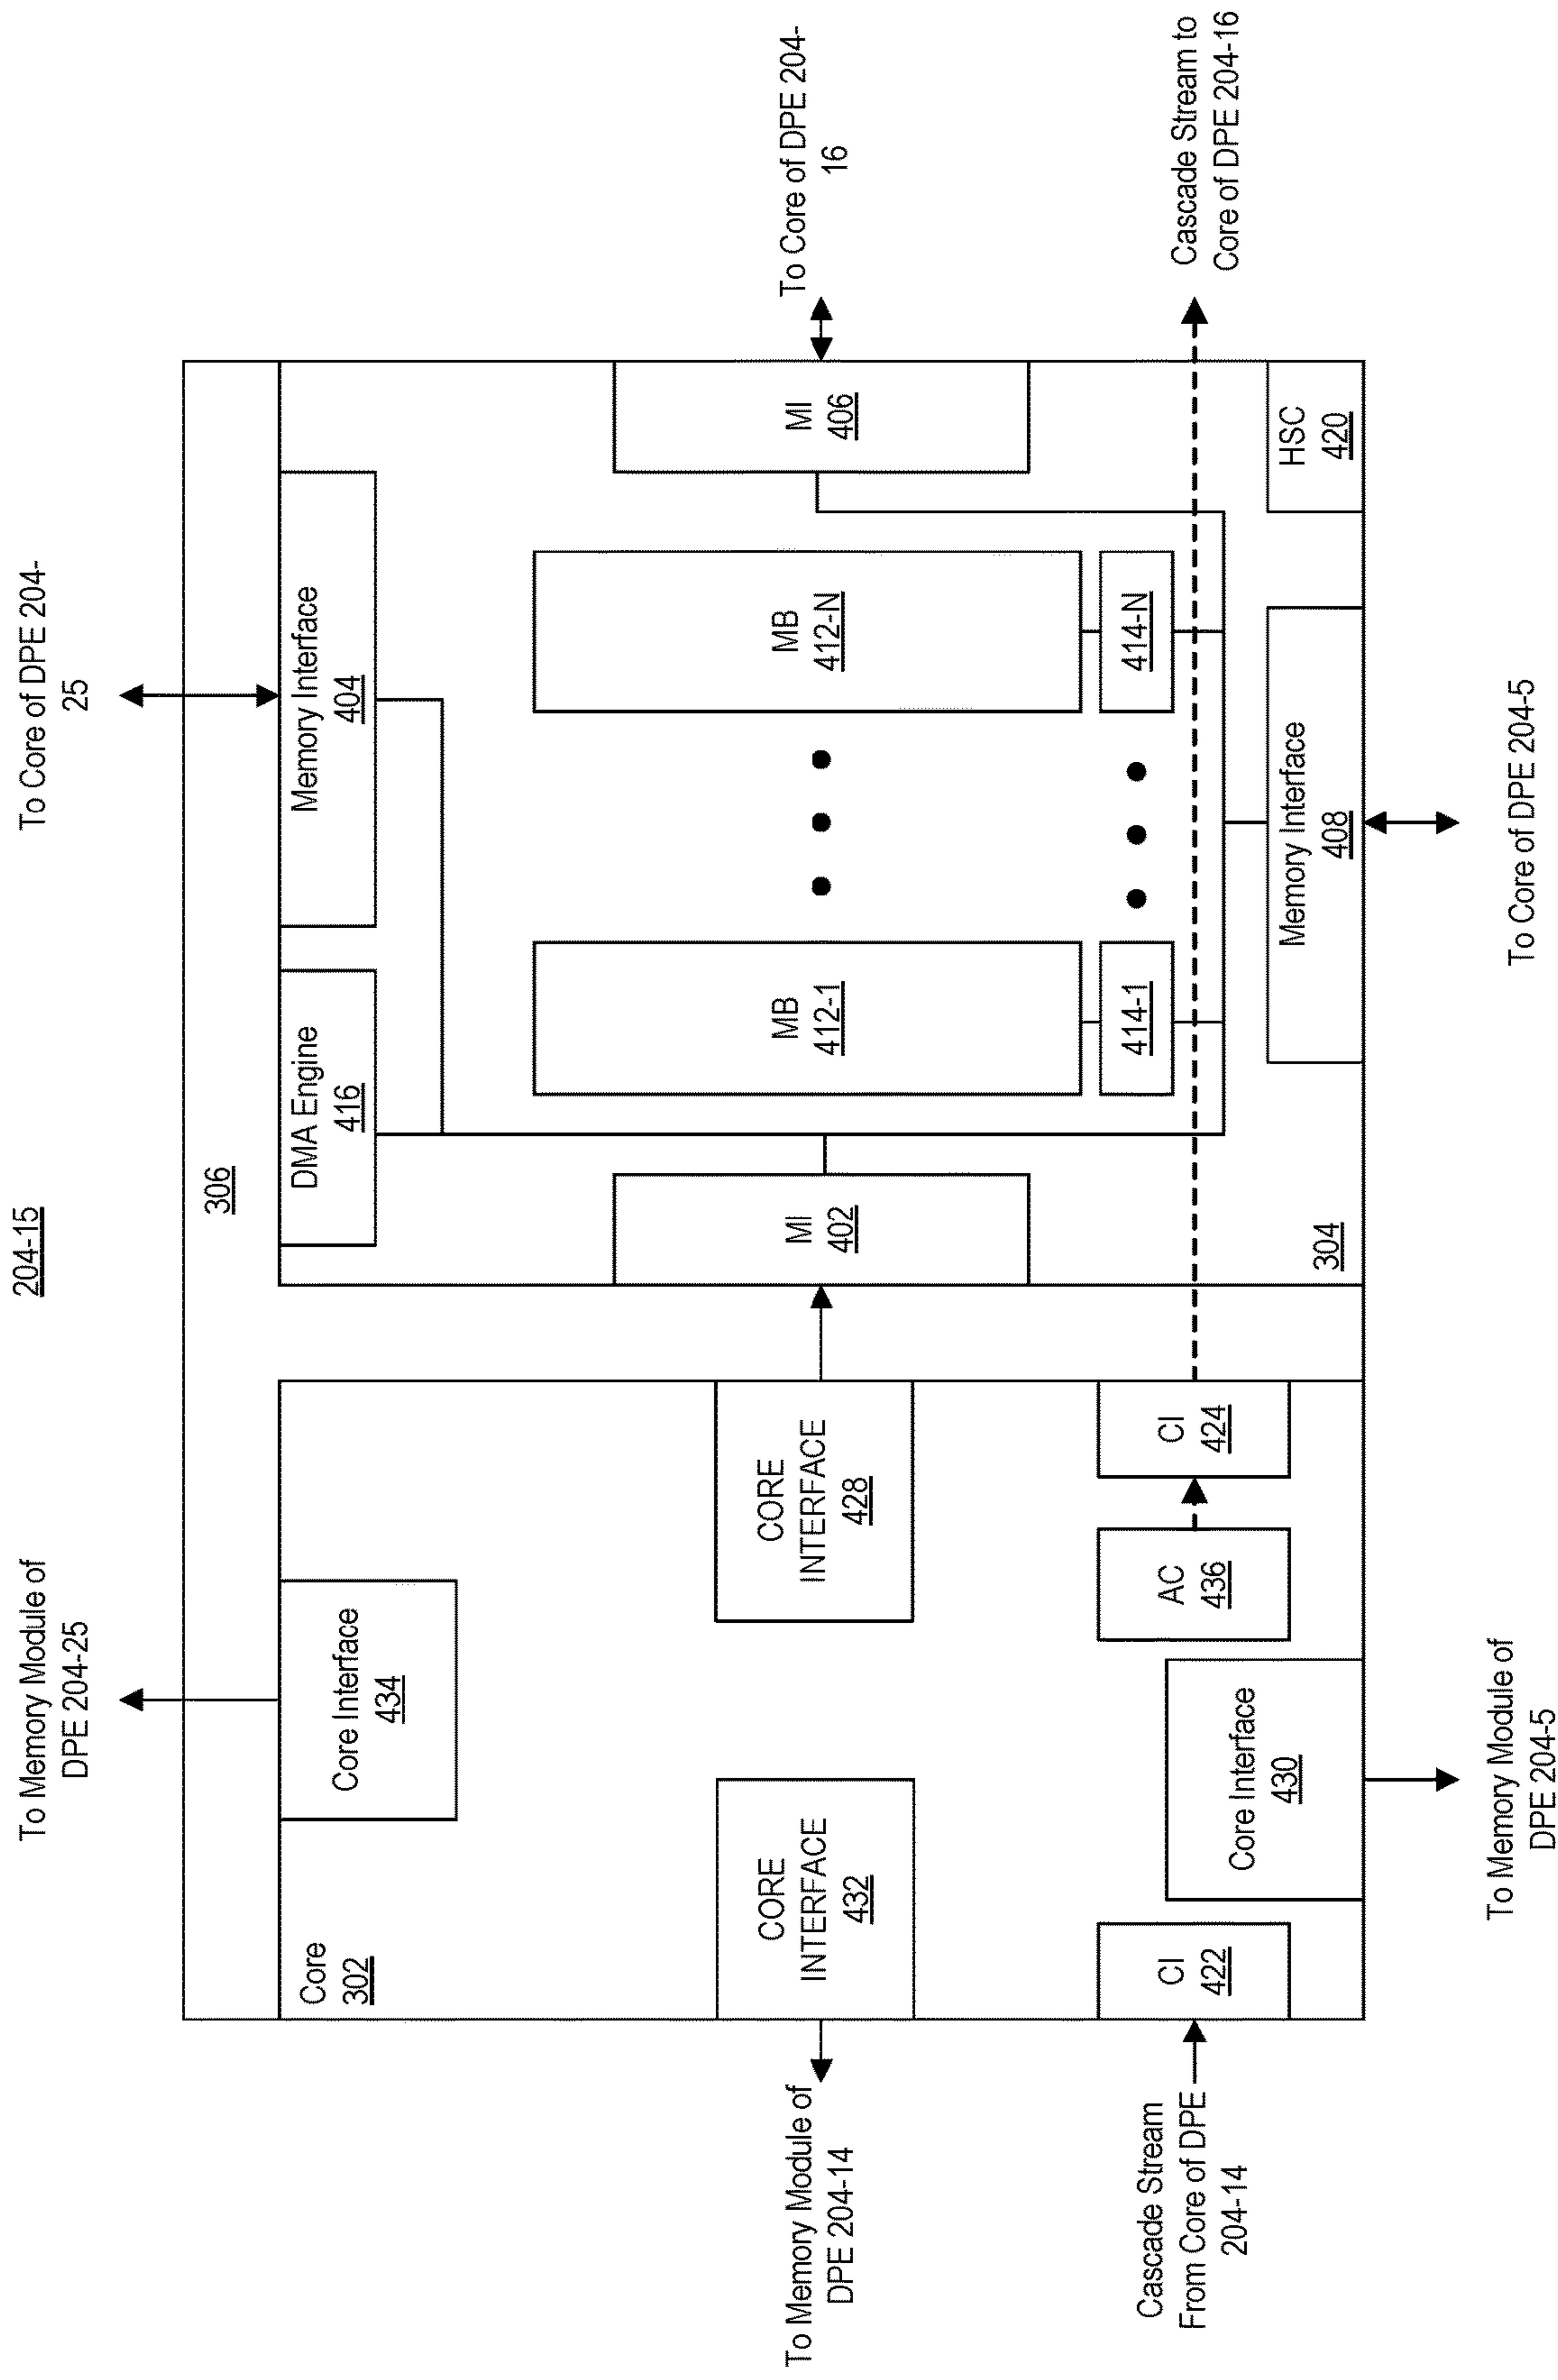 204-15
To Memory Module of
DPE 204-25
To Core of DPE 204-
25
306
Core
302
Core Interface
434
DMA Engine
416
Memory Interface
404
To Memory Module of
DPE 204-14
CORE
INTERFACE
432
CORE
INTERFACE
428
MI
402
MB
412-1
MB
412-N
MI
406
To Core of DPE 204-
16
414-1
414-N
Cascade Stream
From Core of DPE
204-14
CI
422
Core Interface
430
AC
436
CI
424
Cascade Stream to
Core of DPE 204-16
304
Memory Interface
408
HSC
420
To Memory Module of
DPE 204-5
To Core of DPE 204-5